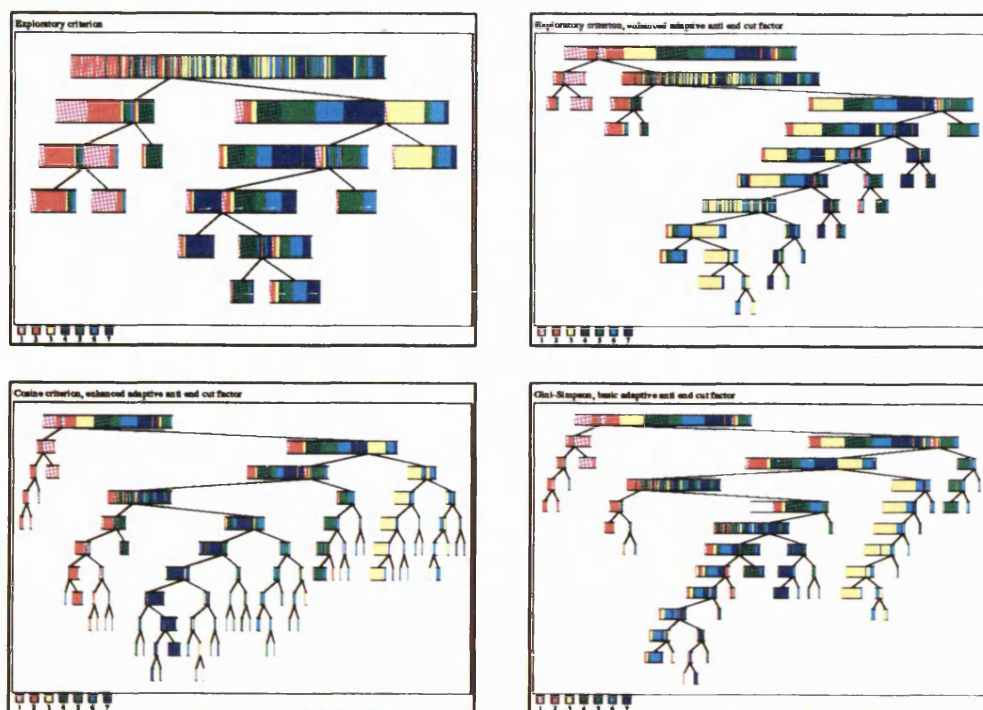 Exploratory criterion
1 2 3 4 5 6 7
Exploratory criterion, enhanced adaptive anti end cut factor
1 2 3 4 5 6 7
Cosine criterion, enhanced adaptive anti end cut factor
1 2 3 4 5 6 7
Gini-Simpson, basic adaptive anti end cut factor
1 2 3 4 5 6 7